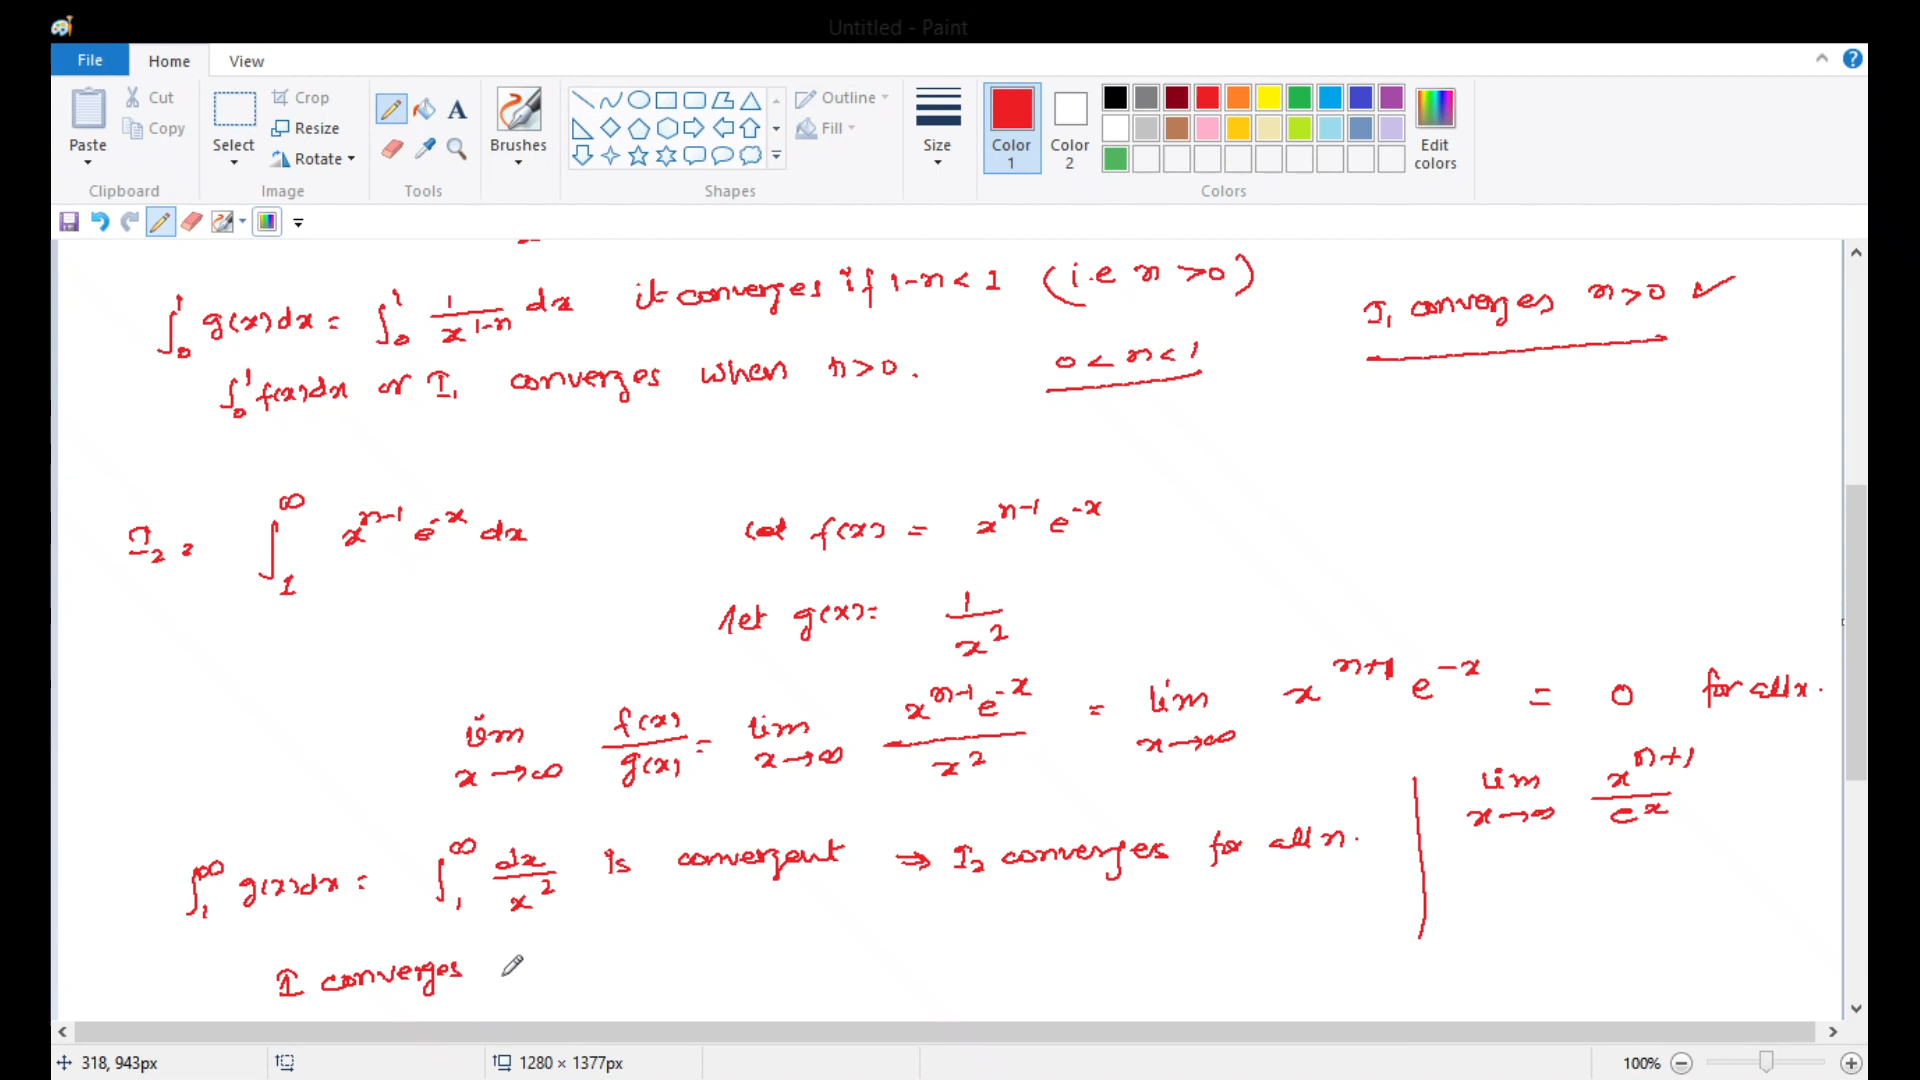 Untitled - Paint
File Home View
Paste Cut Copy Clipboard
Select Crop Resize Rotate Image
Tools
Brushes
Shapes Outline Fill
Size
Color 1 Color 2 Edit colors Colors
∫₀¹ g(x)dx = ∫₀¹ 1/x^(1-n) dx it converges if 1-n < 1 (i.e n > 0)
I₁ converges n > 0 ✓
∫₀¹ f(x)dx or I₁ converges when n > 0. 0 < n < 1
I₂ = ∫₁^∞ x^(n-1) e^(-x) dx Let f(x) = x^(n-1) e^(-x)
let g(x) = 1/x²
lim x→∞ f(x)/g(x) = lim x→∞ x^(n-1) e^(-x)/x² = lim x→∞ x^(n+1) e^(-x) = 0 for all x.
lim x→∞ x^(n+1)/e^x
∫₁^∞ g(x)dx = ∫₁^∞ dx/x² is convergent ⇒ I₂ converges for all n.
I converges
318, 943px
1280 × 1377px
100%